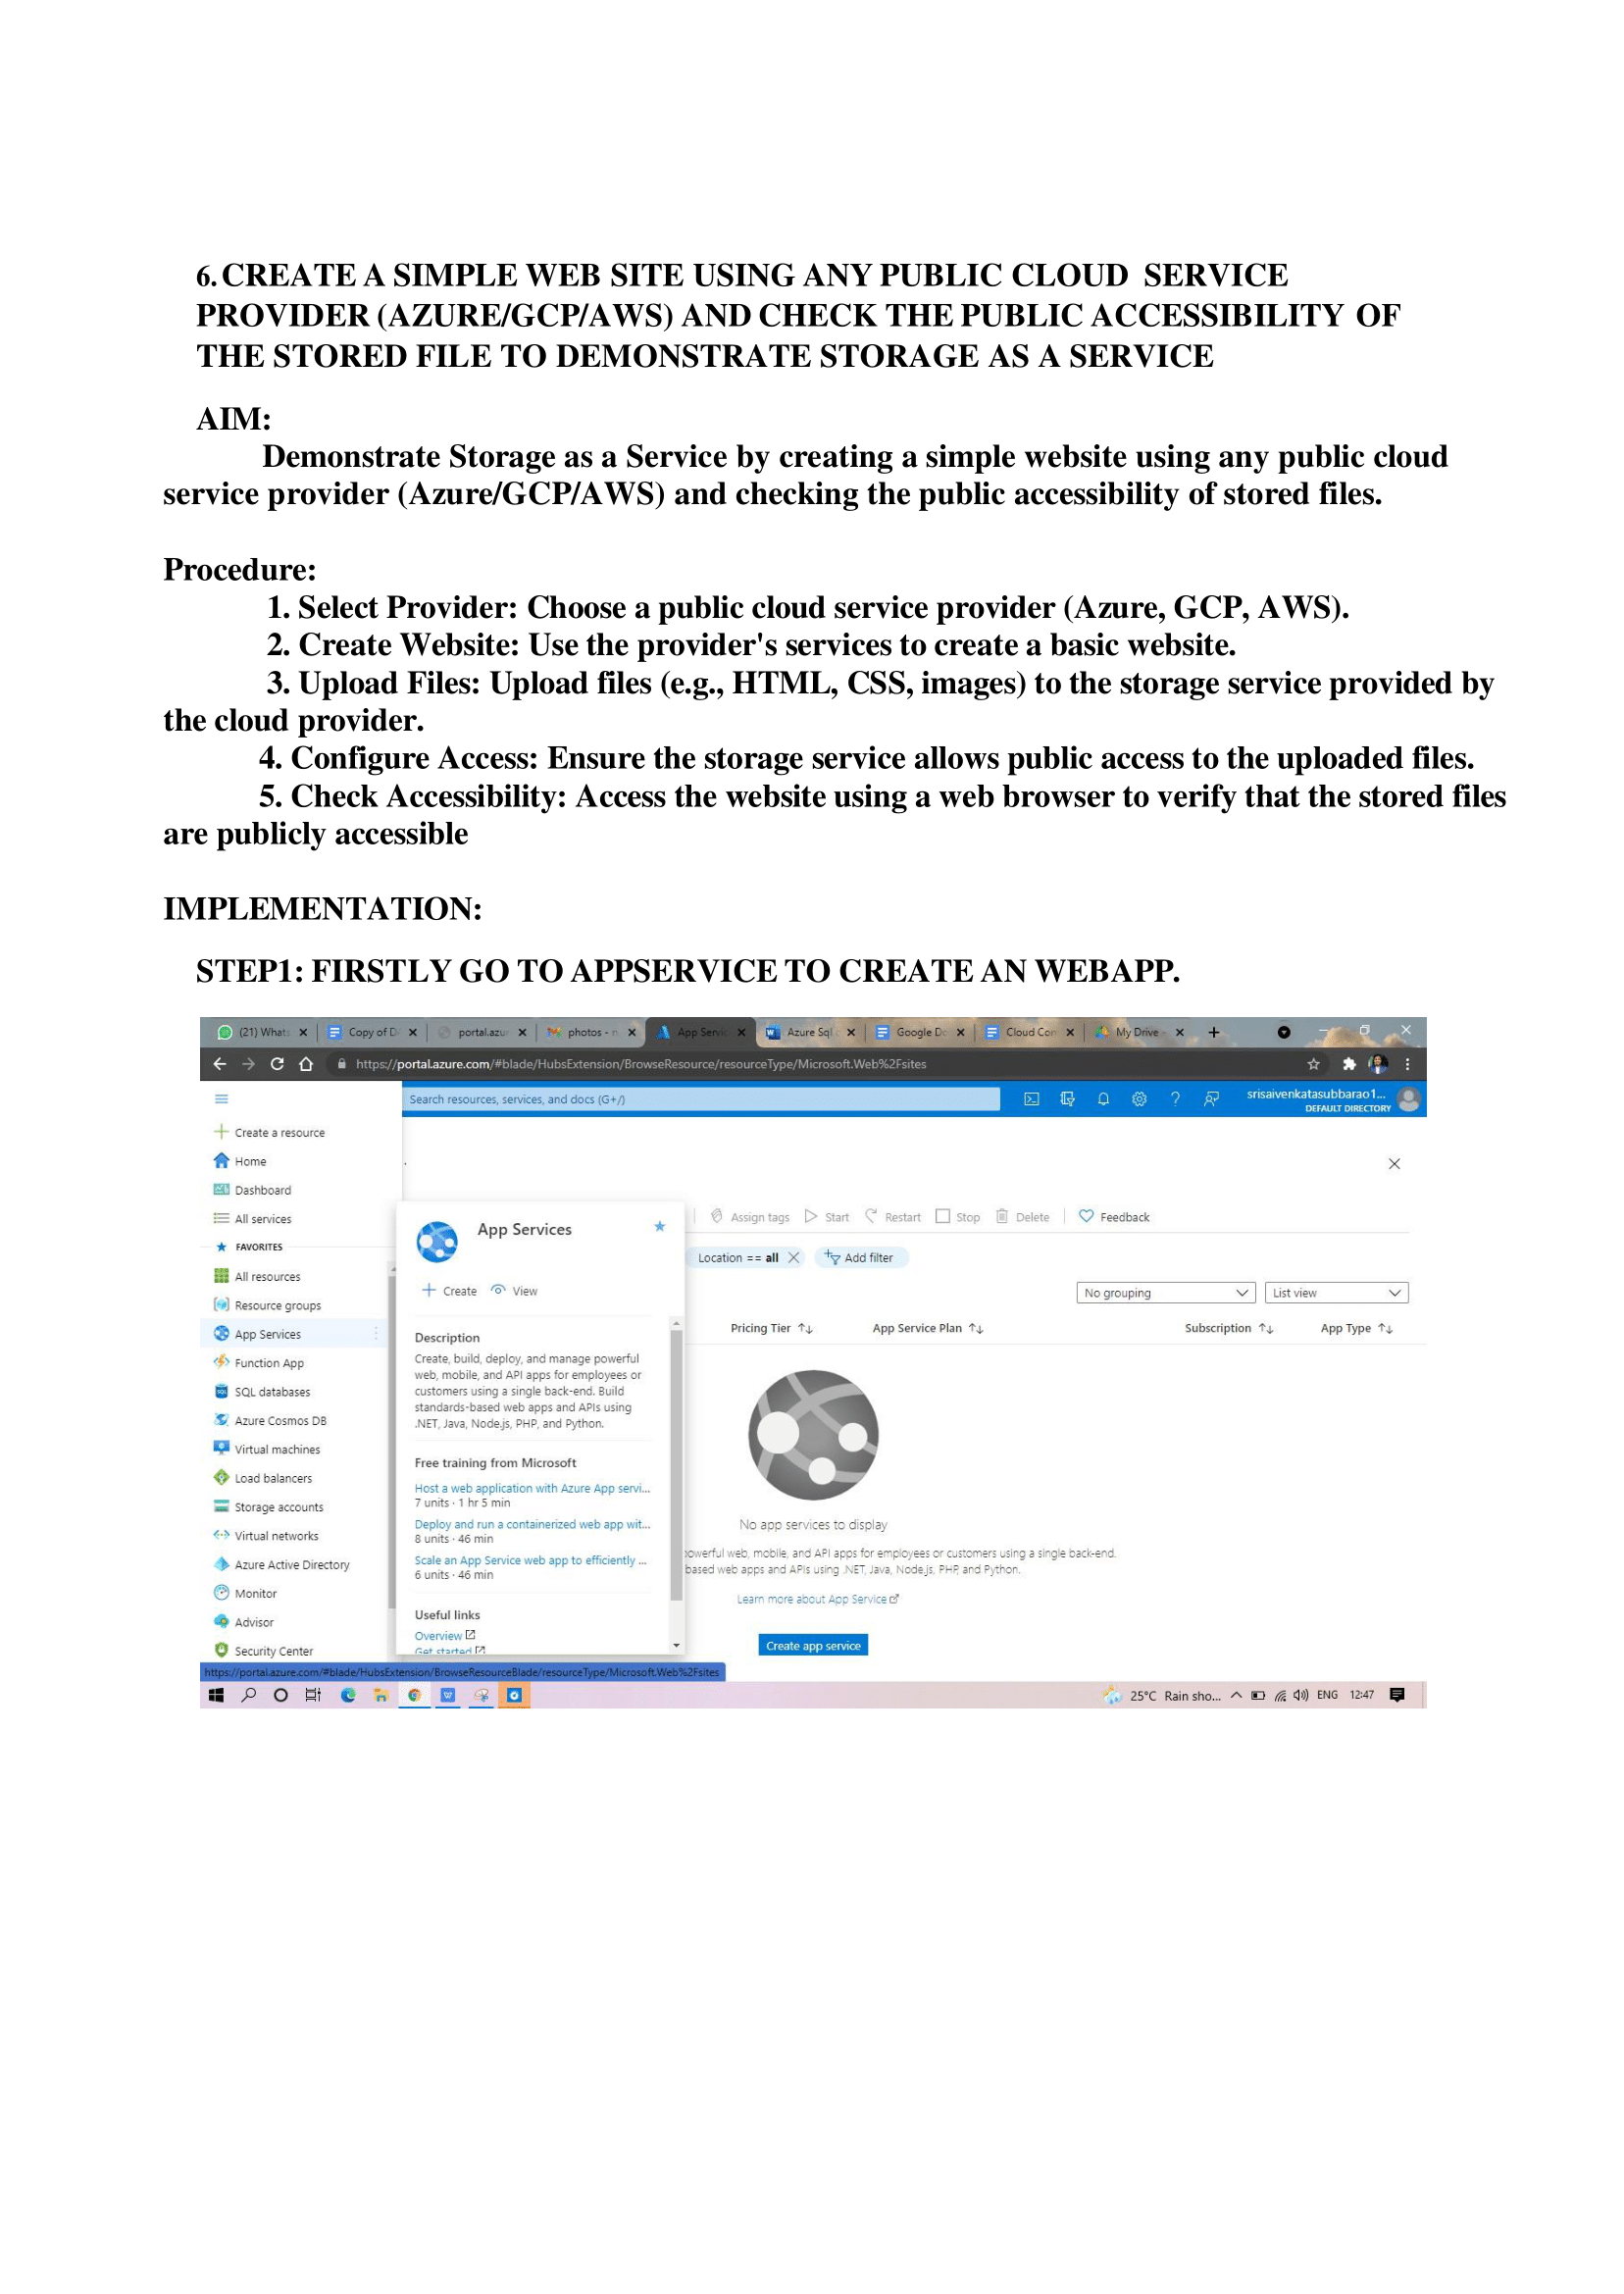 6. CREATE A SIMPLE WEB SITE USING ANY PUBLIC CLOUD SERVICE
PROVIDER (AZURE/GCP/AWS) AND CHECK THE PUBLIC ACCESSIBILITY OF
THE STORED FILE TO DEMONSTRATE STORAGE AS A SERVICE
AIM:
Demonstrate Storage as a Service by creating a simple website using any public cloud
service provider (Azure/GCP/AWS) and checking the public accessibility of stored files.
Procedure:
1. Select Provider: Choose a public cloud service provider (Azure, GCP, AWS).
2. Create Website: Use the provider's services to create a basic website.
3. Upload Files: Upload files (e.g., HTML, CSS, images) to the storage service provided by
the cloud provider.
4. Configure Access: Ensure the storage service allows public access to the uploaded files.
5. Check Accessibility: Access the website using a web browser to verify that the stored files
are publicly accessible
IMPLEMENTATION:
STEP1: FIRSTLY GO TO APPSERVICE TO CREATE AN WEBAPP.
(21) Whats Copy of D portal.azur photos - n App Servi Azure Sql Google Do Cloud Com My Drive -
https://portal.azure.com/#blade/HubsExtension/BrowseResource/resourceType/Microsoft.Web%2Fsites
Search resources, services, and docs (G+/)
srisaivenkatasubbarao1...
DEFAULT DIRECTORY
Create a resource
Home
Dashboard
All services
FAVORITES
All resources
Resource groups
App Services
Function App
SQL databases
Azure Cosmos DB
Virtual machines
Load balancers
Storage accounts
Virtual networks
Azure Active Directory
Monitor
Advisor
Security Center
App Services
Create View
Description
Create, build, deploy, and manage powerful
web, mobile, and API apps for employees or
customers using a single back-end. Build
standards-based web apps and APIs using
.NET, Java, Node.js, PHP, and Python.
Free training from Microsoft
Host a web application with Azure App servi...
7 units · 1 hr 5 min
Deploy and run a containerized web app wit...
8 units · 46 min
Scale an App Service web app to efficiently ...
6 units · 46 min
Useful links
Overview
Get started
Assign tags Start Restart Stop Delete Feedback
Location == all Add filter
No grouping List view
Pricing Tier App Service Plan Subscription App Type
No app services to display
powerful web, mobile, and API apps for employees or customers using a single back-end.
based web apps and APIs using .NET, Java, Node.js, PHP, and Python.
Learn more about App Service
Create app service
https://portal.azure.com/#blade/HubsExtension/BrowseResourceBlade/resourceType/Microsoft.Web%2Fsites
25°C Rain sho... ENG 12:47